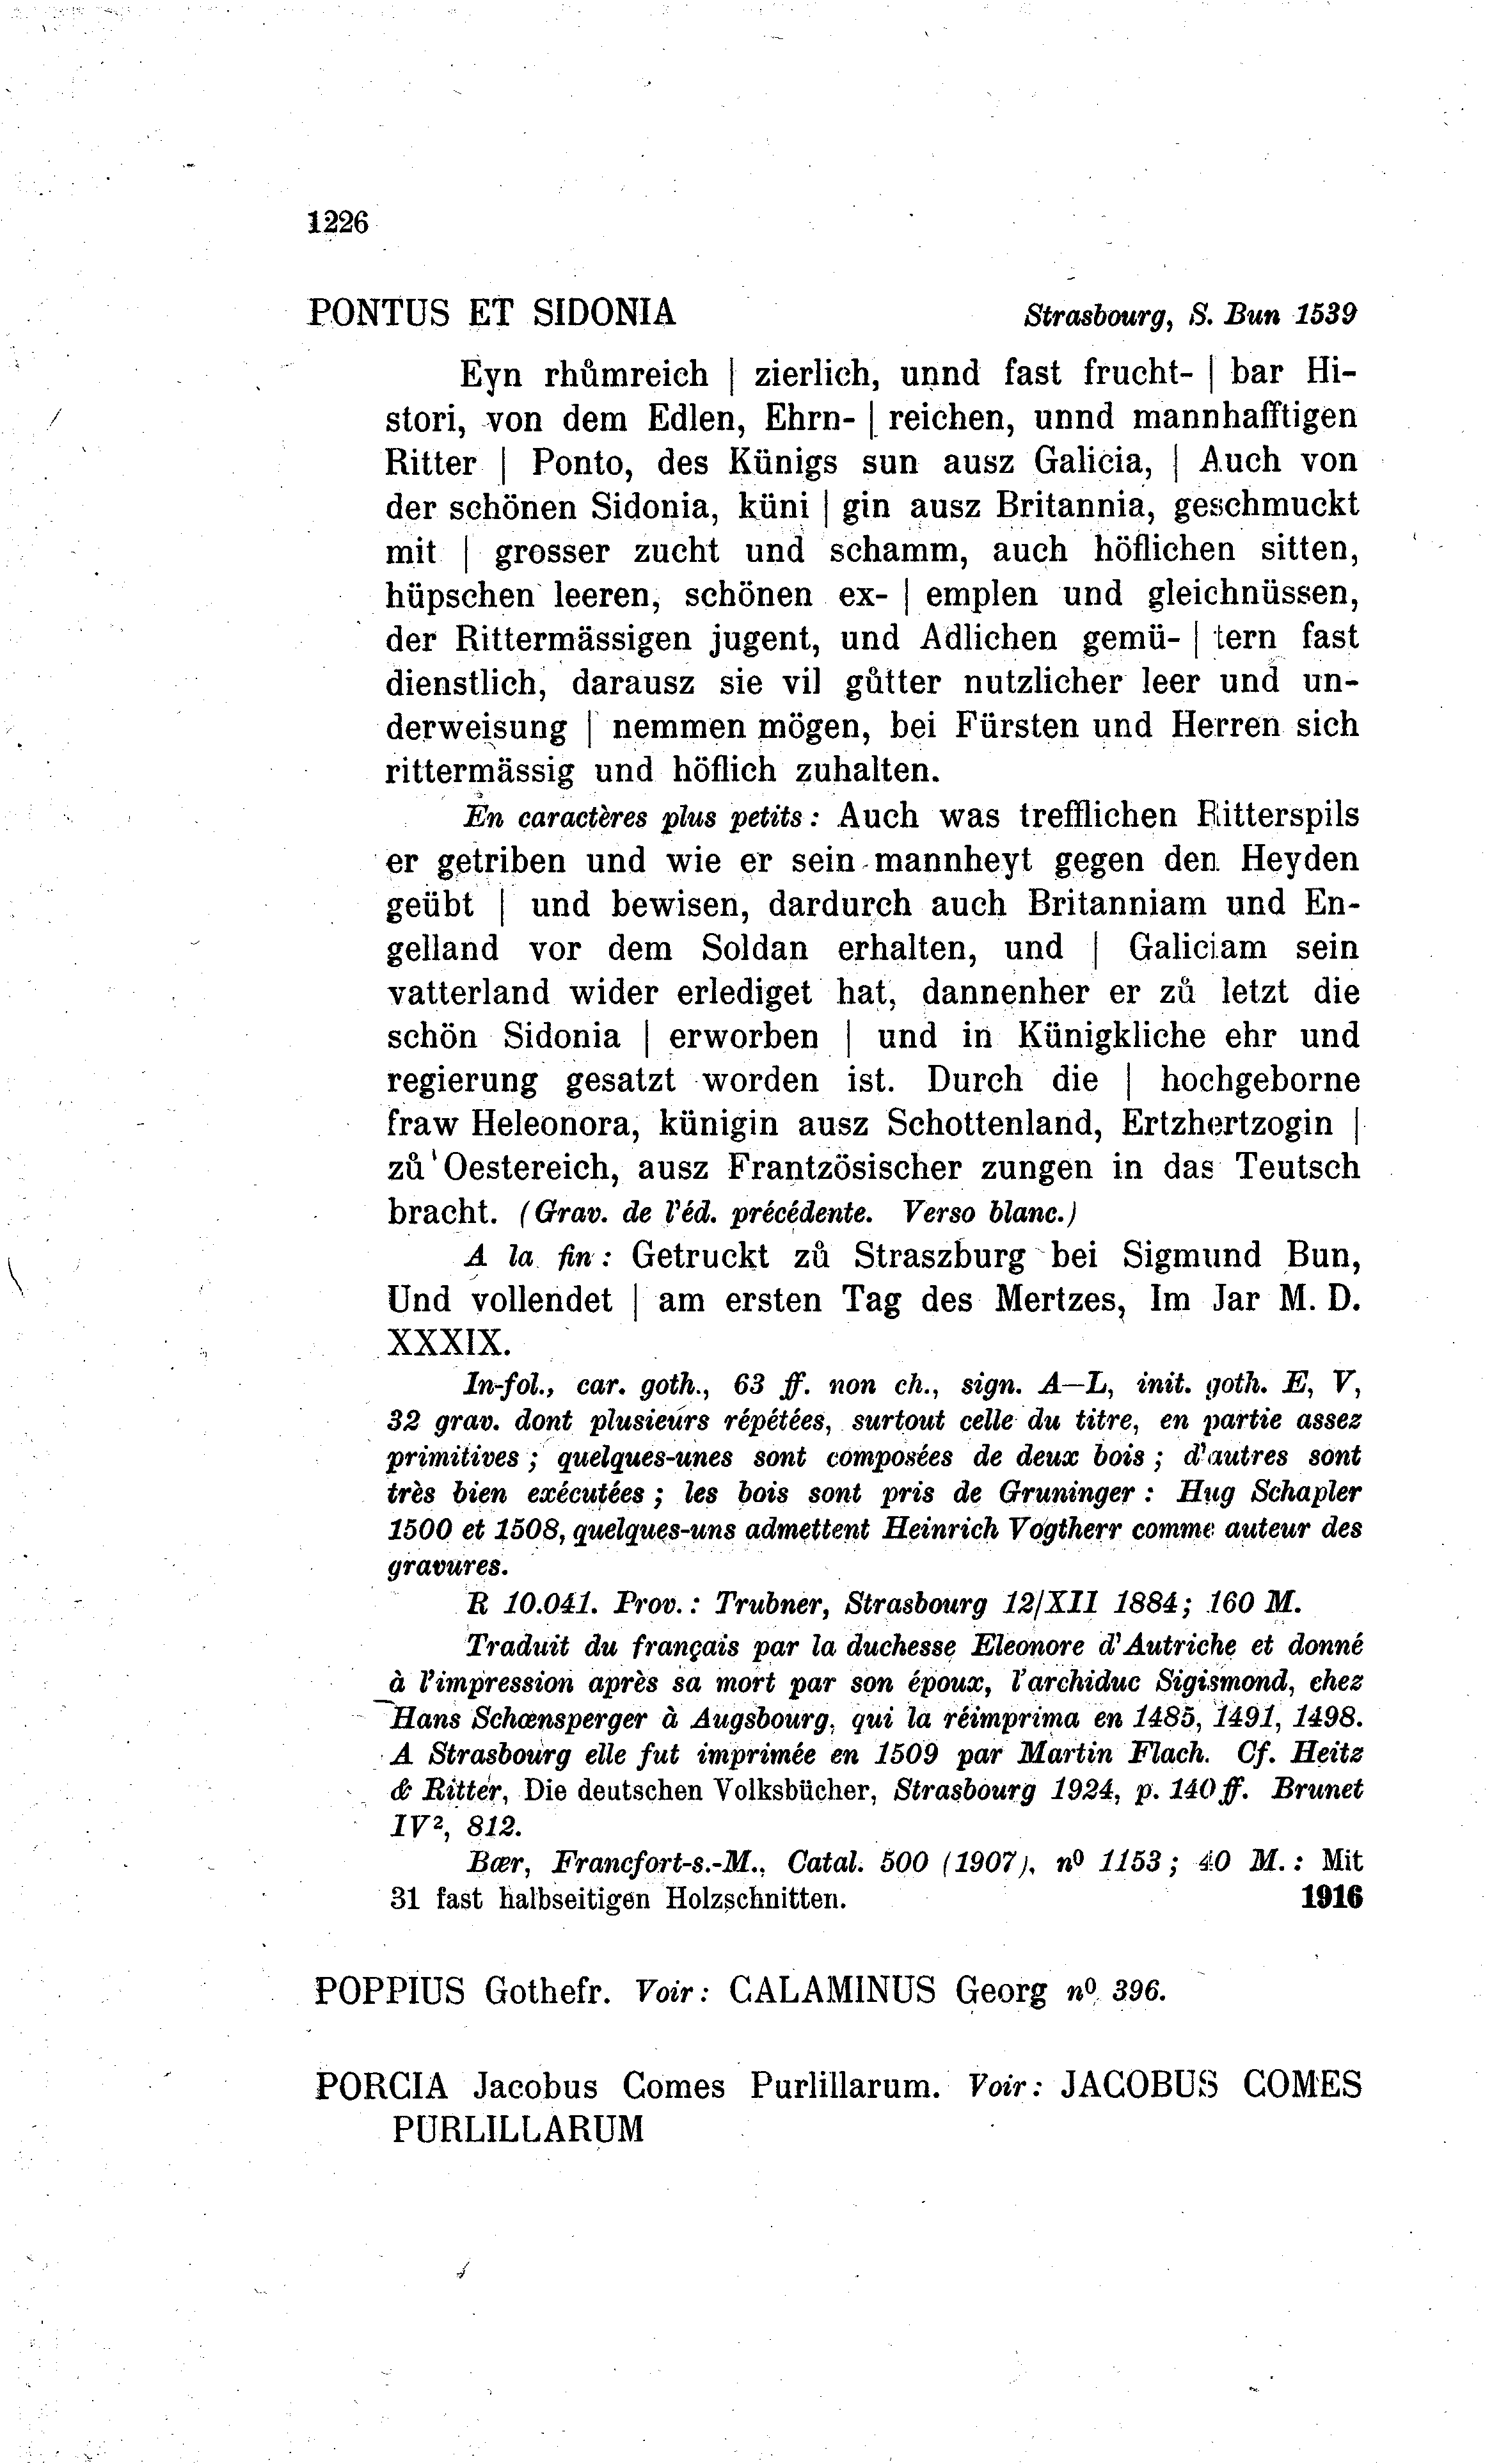 1226
PONTUS ET SIDONIA Strasbourg, S. Bun 1539
Eyn rhůmreich | zierlich, unnd fast frucht- | bar Hi-
stori, von dem Edlen, Ehrn- | reichen, unnd mannhafftigen
Ritter | Ponto, des Künigs sun ausz Galicia, | Auch von
der schönen Sidonia, küni | gin ausz Britannia, geschmuckt
mit | grosser zucht und schamm, auch höflichen sitten,
hüpschen leeren, schönen ex- | emplen und gleichnüssen,
der Rittermässigen jugent, und Adlichen gemü- | tern fast
dienstlich, darausz sie vil gůtter nutzlicher leer und un-
derweisung | nemmen mögen, bei Fürsten und Herren sich
rittermässig und höflich zuhalten.
En caractères plus petits : Auch was trefflichen Ritterspils
er getriben und wie er sein mannheyt gegen den Heyden
geübt | und bewisen, dardurch auch Britanniam und En-
gelland vor dem Soldan erhalten, und | Galiciam sein
vatterland wider erlediget hat, dannenher er zů letzt die
schön Sidonia | erworben | und in Künigkliche ehr und
regierung gesatzt worden ist. Durch die | hochgeborne
fraw Heleonora, künigin ausz Schottenland, Ertzhertzogin |
zů Oestereich, ausz Frantzösischer zungen in das Teutsch
bracht. (Grav. de l'éd. précédente. Verso blanc.)
A la fin : Getruckt zů Straszburg bei Sigmund Bun,
Und vollendet | am ersten Tag des Mertzes, Im Jar M. D.
XXXIX.
In-fol., car. goth., 63 ff. non ch., sign. A—L, init. goth. E, V,
32 grav. dont plusieurs répétées, surtout celle du titre, en partie assez
primitives ; quelques-unes sont composées de deux bois ; d'autres sont
très bien exécutées ; les bois sont pris de Gruninger : Hug Schapler
1500 et 1508, quelques-uns admettent Heinrich Vogtherr comme auteur des
gravures.
R 10.041. Prov. : Trubner, Strasbourg 12/XII 1884; 160 M.
Traduit du français par la duchesse Eleonore d'Autriche et donné
à l'impression après sa mort par son époux, l'archiduc Sigismond, chez
Hans Schœnsperger à Augsbourg, qui la réimprima en 1485, 1491, 1498.
A Strasbourg elle fut imprimée en 1509 par Martin Flach. Cf. Heitz
& Ritter, Die deutschen Volksbücher, Strasbourg 1924, p. 140 ff. Brunet
IV², 812.
Bær, Francfort-s.-M., Catal. 500 (1907), nº 1153 ; 40 M. : Mit
31 fast halbseitigen Holzschnitten. 1916
POPPIUS Gothefr. Voir : CALAMINUS Georg nº 396.
PORCIA Jacobus Comes Purlillarum. Voir : JACOBUS COMES
PURLILLARUM